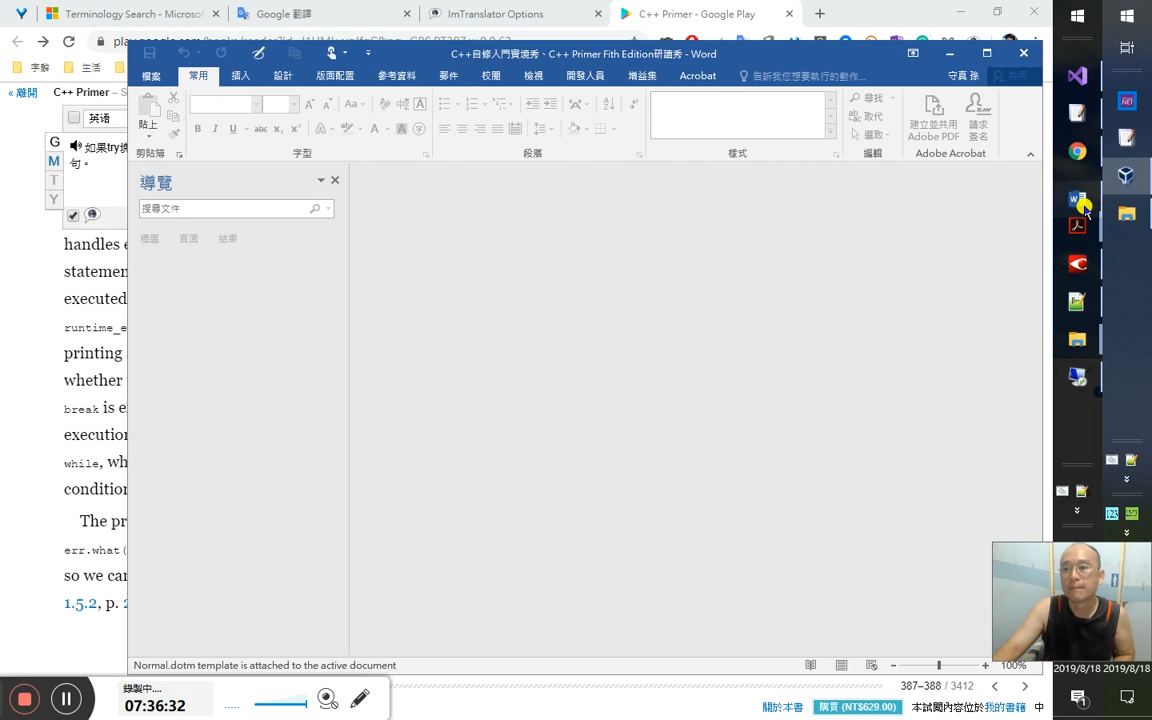 Terminology Search - Microsof
Google 翻譯
ImTranslator Options
C++ Primer - Google Play
C++自修入門實境秀、C++ Primer Fith Edition研讀秀 - Word
字辭
生活
檔案
常用
插入
設計
版面配置
參考資料
郵件
校閱
檢視
開發人員
增益集
Acrobat
告訴我您想要執行的動作...
守真 孫
共用
« 離開
C++ Primer – S
英语
G
M
T
Y
如果try
句。
貼上
尋找
取代
選取
建立並共用
Adobe PDF
請求
簽名
剪貼簿
字型
段落
樣式
編輯
Adobe Acrobat
導覽
搜尋文件
標題
頁面
結果
handles e
statemen
executed
runtime_e
printing
whether
break is e
execution
while, wh
condition
The pr
err.what(
so we can
1.5.2, p. 2
Normal.dotm template is attached to the active document
100%
387–388 / 3412
關於本書
購買 (NT$629.00)
本試閱內容位於我的書籍
中
錄製中....
07:36:32
2019/8/18
2019/8/18